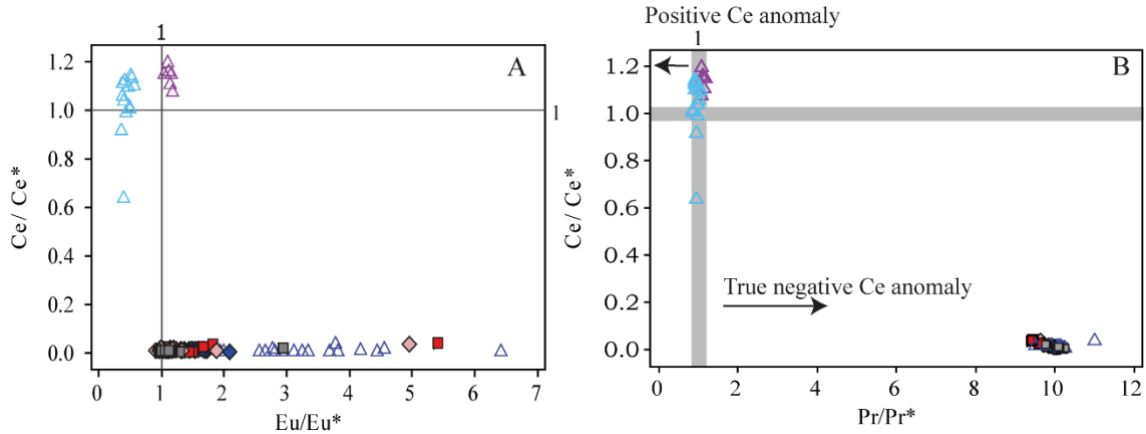 1
A
1.2
1.0
0.8
0.6
0.4
0.2
0.0
Ce/ Ce*
1
0 1 2 3 4 5 6 7
Eu/Eu*
Positive Ce anomaly
1
B
1.2
1.0
0.8
0.6
0.4
0.2
0.0
Ce/ Ce*
True negative Ce anomaly
0 2 4 6 8 10 12
Pr/Pr*